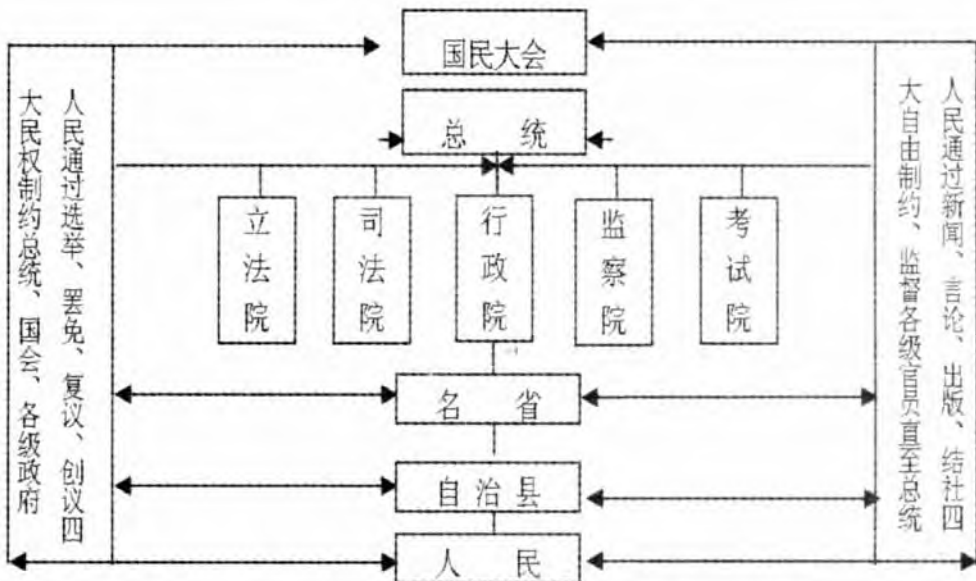 国民大会
总 统
人民通过选举、罢免、复议、创议四
大民权制约总统、国会、各级政府
人民通过新闻、言论、出版、结社四
大自由制约、监督各级官员直至总统
立法院
司法院
行政院
监察院
考试院
名 省
自治县
人 民